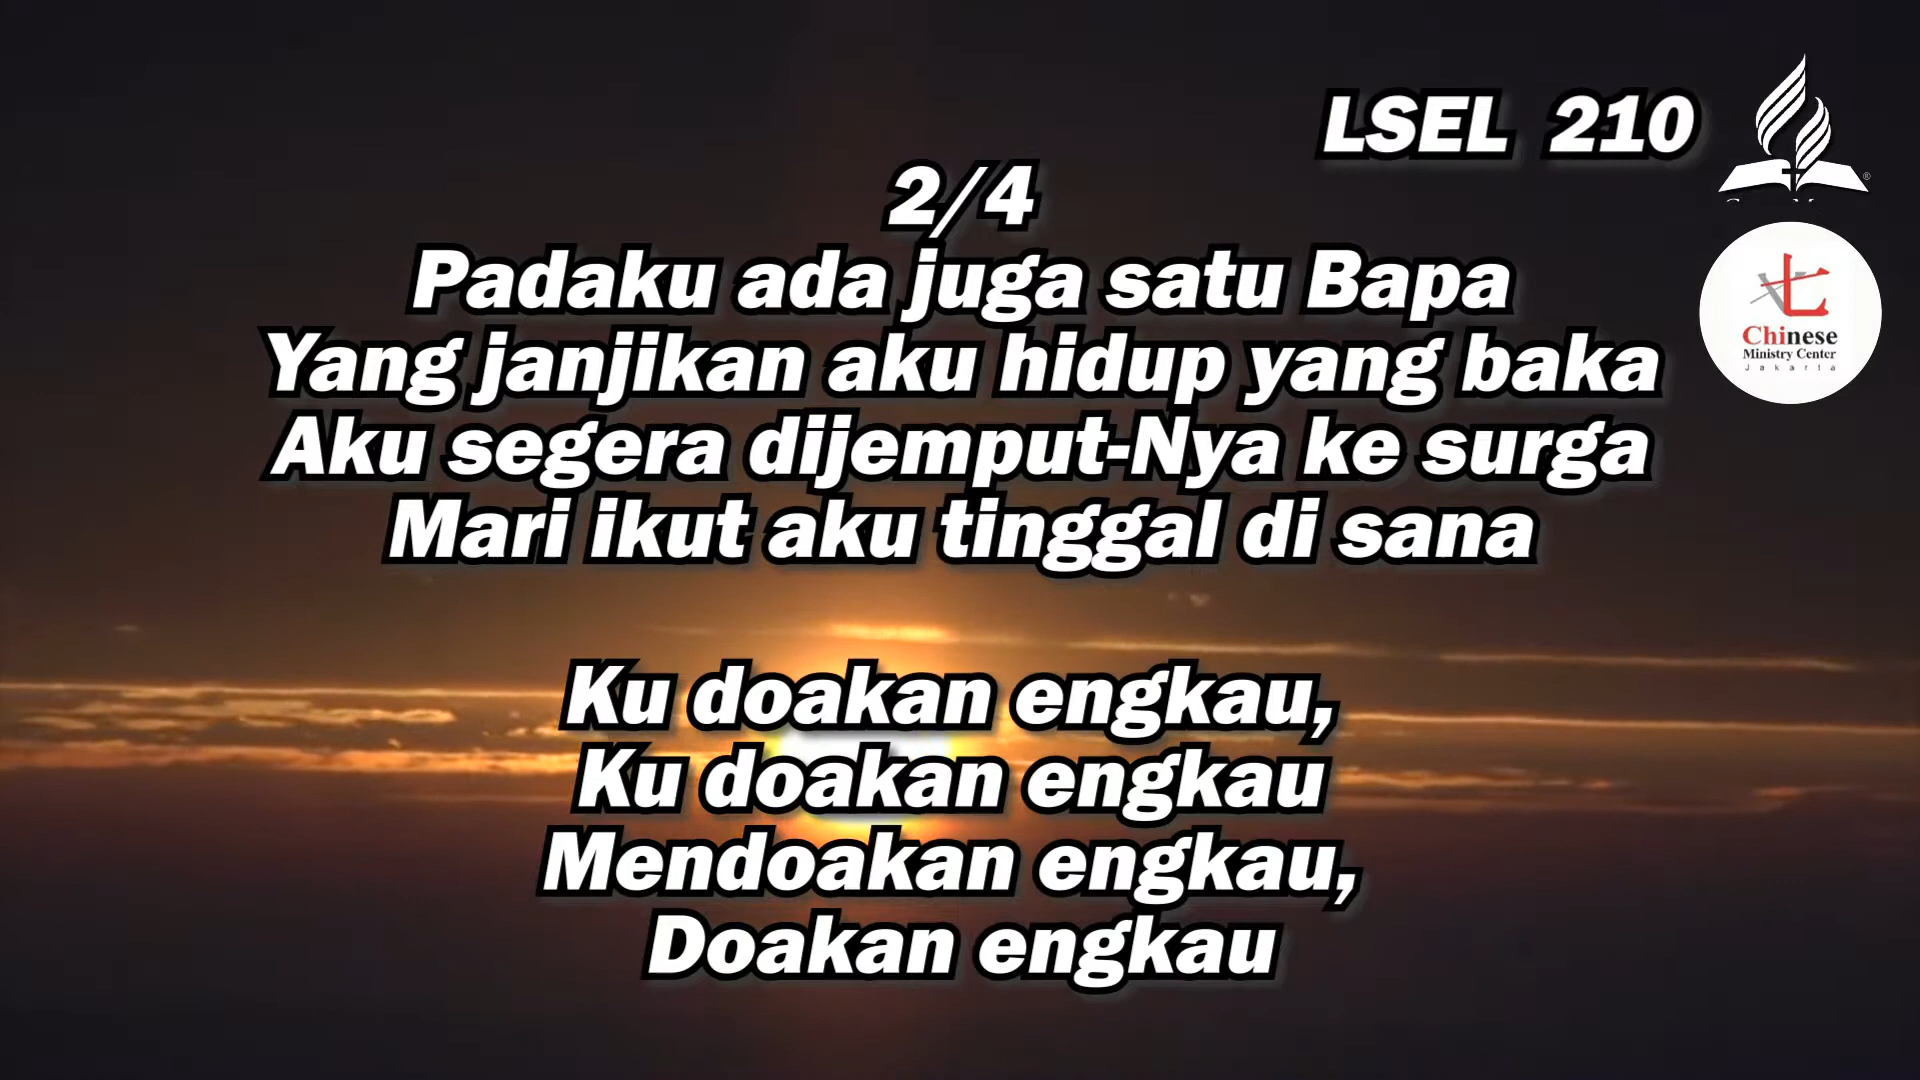 LSEL 210
2/4
Padaku ada juga satu Bapa
Yang janjikan aku hidup yang baka
Aku segera dijemput-Nya ke surga
Mari ikut aku tinggal di sana
Ku doakan engkau,
Ku doakan engkau
Mendoakan engkau,
Doakan engkau
®
七
Chinese
Ministry Center
Jakarta